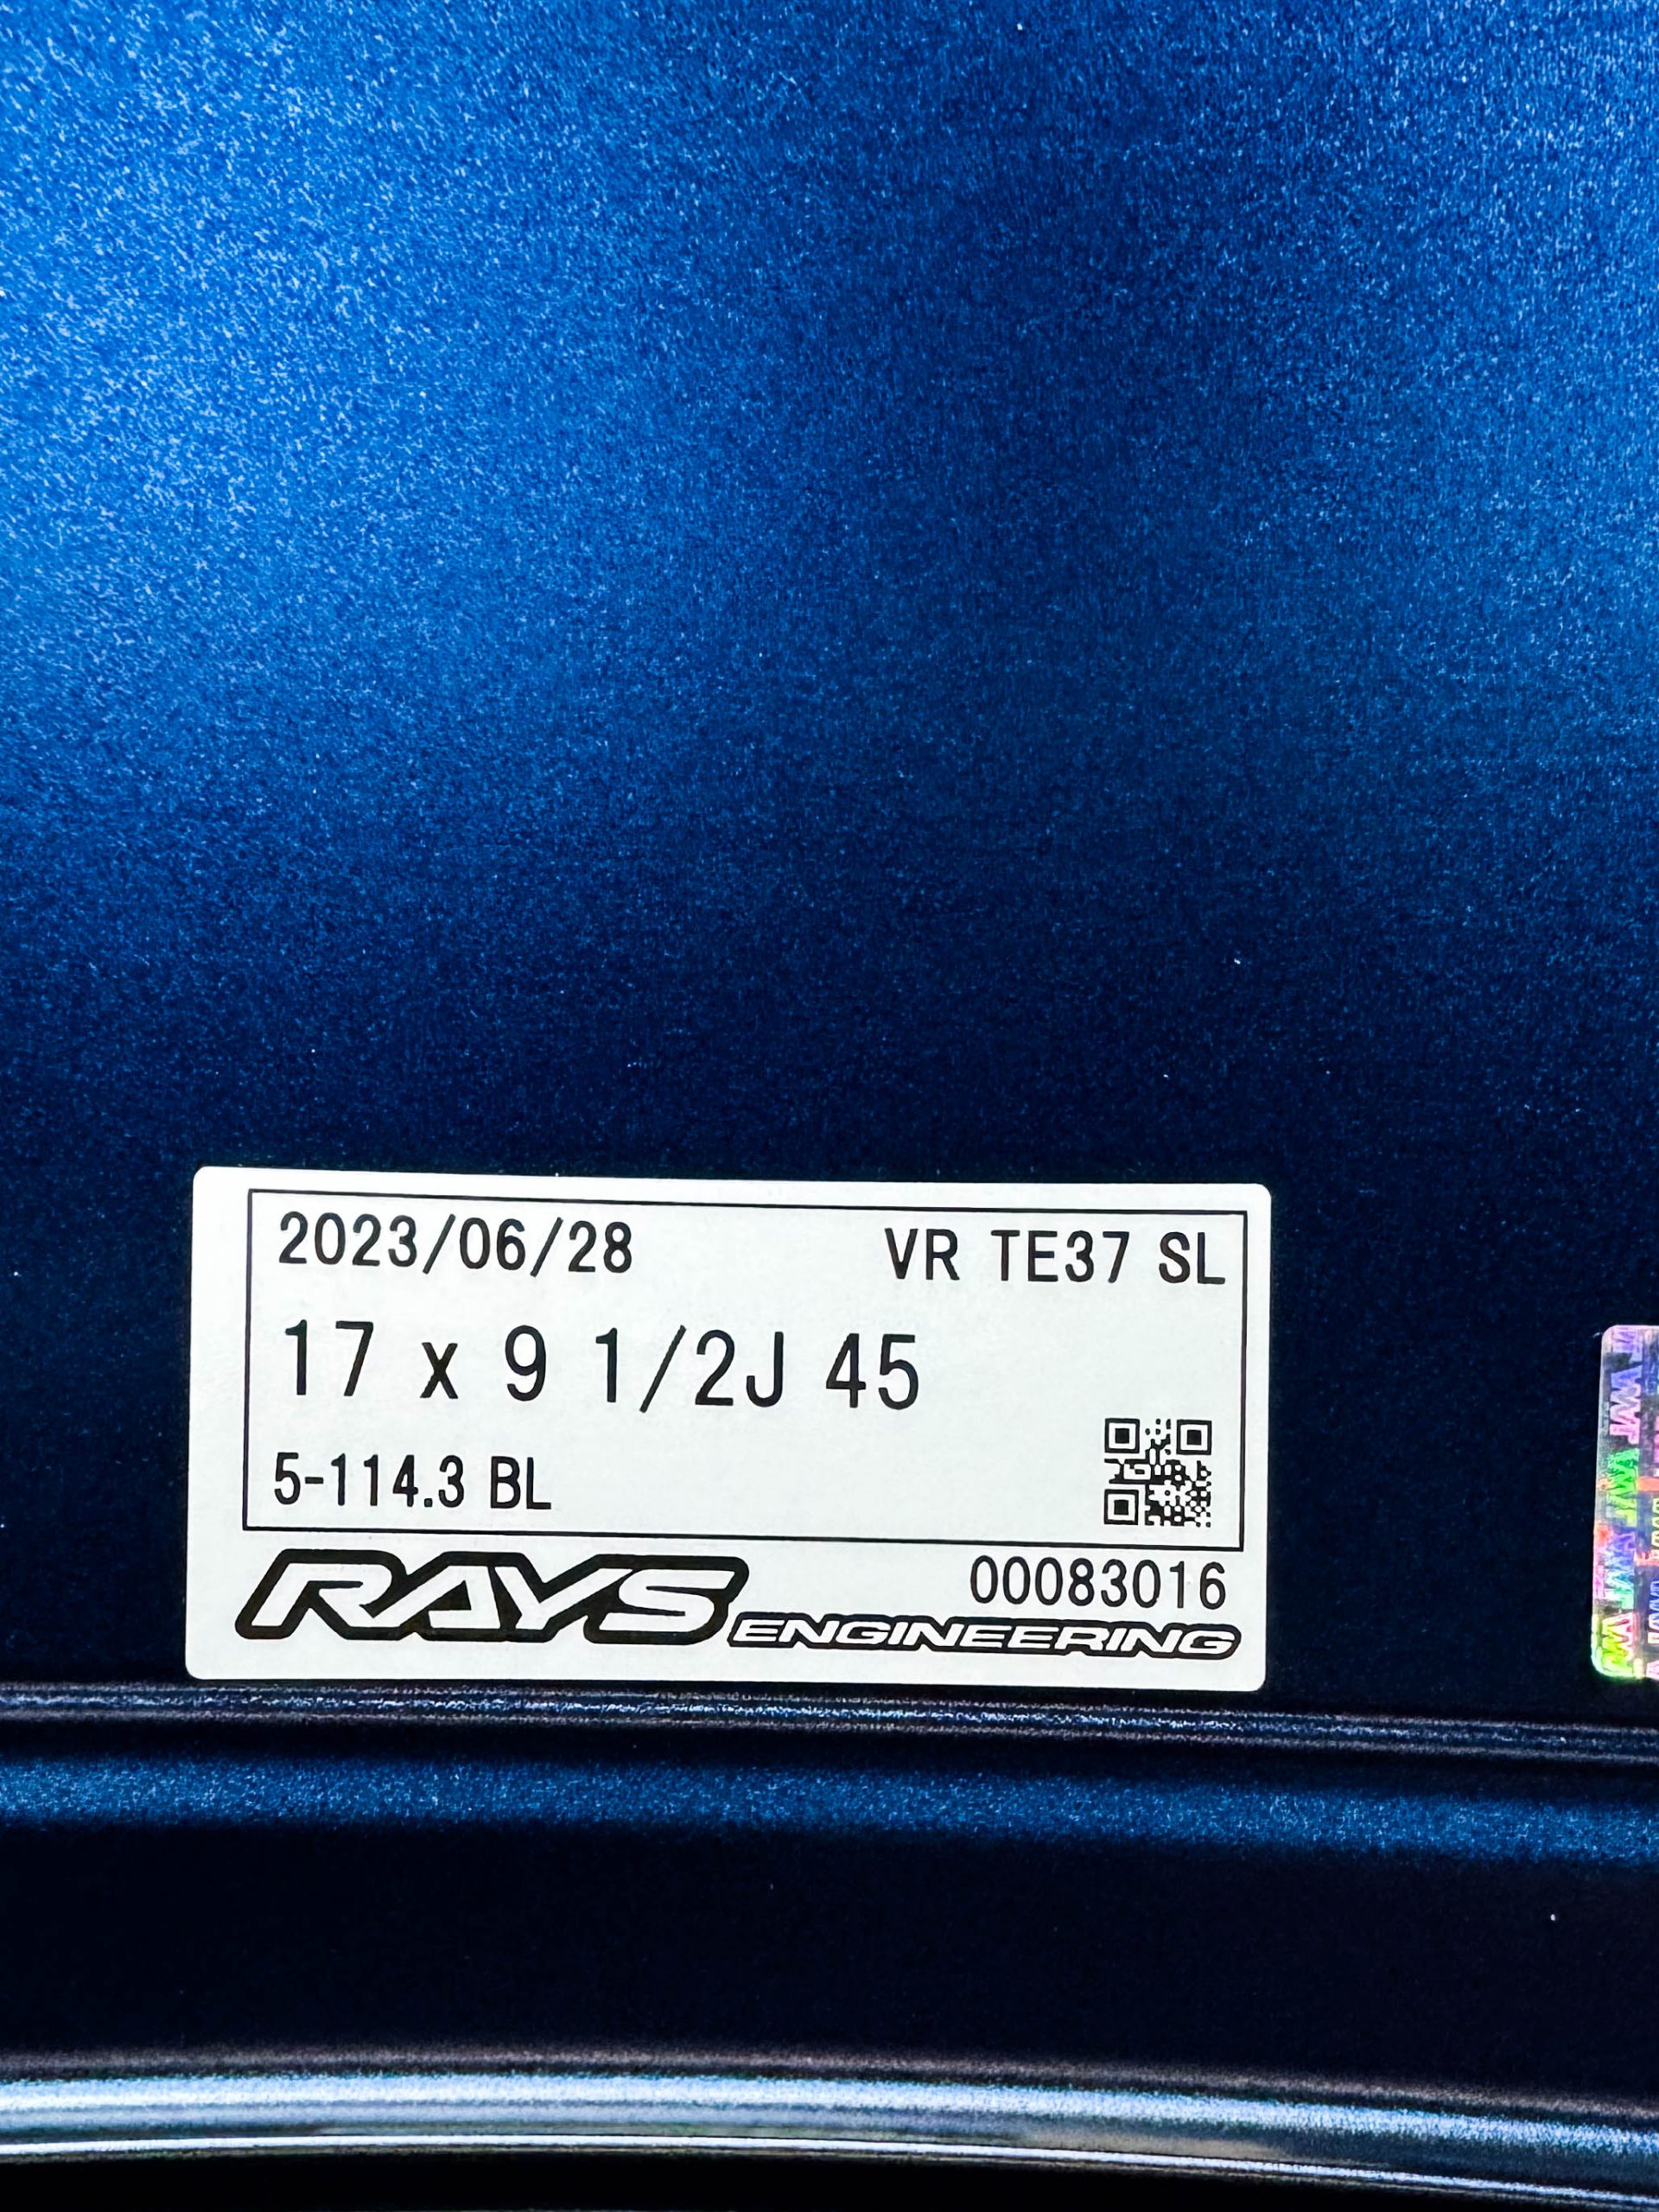 2023/06/28 VR TE37 SL
17 x 9 1/2J 45
5-114.3 BL
00083016
RAYS ENGINEERING